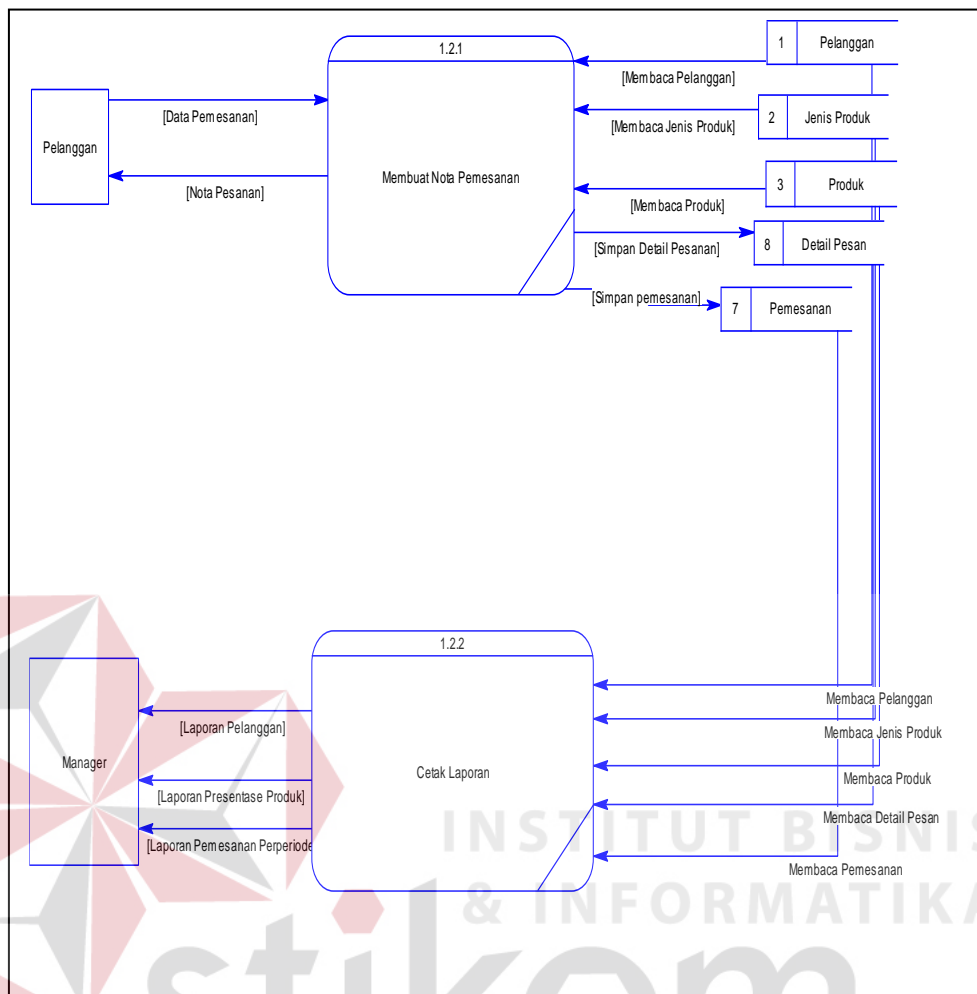 1.2.1
1 Pelanggan
[Membaca Pelanggan]
[Data Pemesanan]
2 Jenis Produk
[Membaca Jenis Produk]
Pelanggan
Membuat Nota Pemesanan
3 Produk
[Nota Pesanan]
[Membaca Produk]
8 Detail Pesan
[Simpan Detail Pesanan]
[Simpan pemesanan]
7 Pemesanan
1.2.2
Membaca Pelanggan
[Laporan Pelanggan]
Membaca Jenis Produk
Manager
Cetak Laporan
Membaca Produk
[Laporan Presentase Produk]
Membaca Detail Pesan
[Laporan Pemesanan Perperiode
Membaca Pemesanan
INSTITUT BISNIS
& INFORMATIKA
stikom